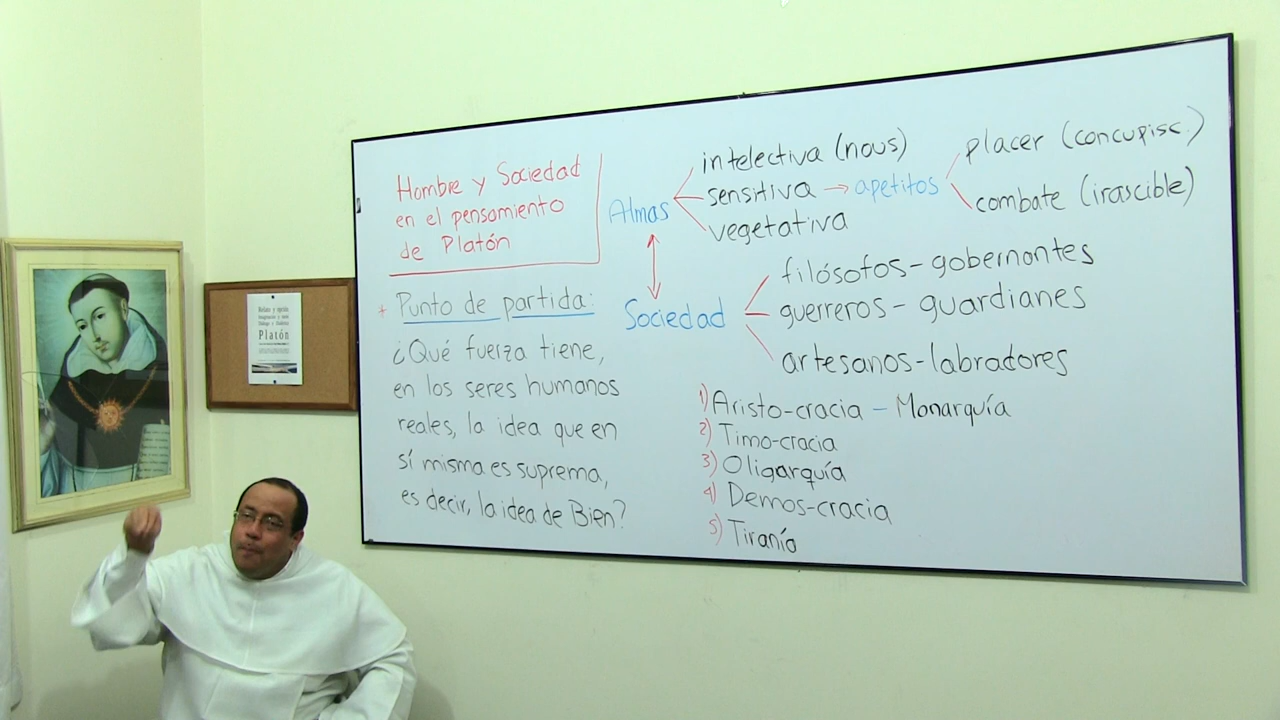 Hombre y Sociedad
en el pensamiento
de Platón
+ Punto de partida:
¿Qué fuerza tiene,
en los seres humanos
reales, la idea que en
sí misma es suprema,
es decir, la idea de Bien?
Almas
intelectiva (nous)
sensitiva → apetitos
vegetativa
placer (concupisc.)
combate (irascible)
Sociedad
filósofos - gobernantes
guerreros - guardianes
artesanos - labradores
1) Aristo-cracia - Monarquía
2) Timo-cracia
3) Oligarquía
4) Demos-cracia
5) Tiranía
Platón